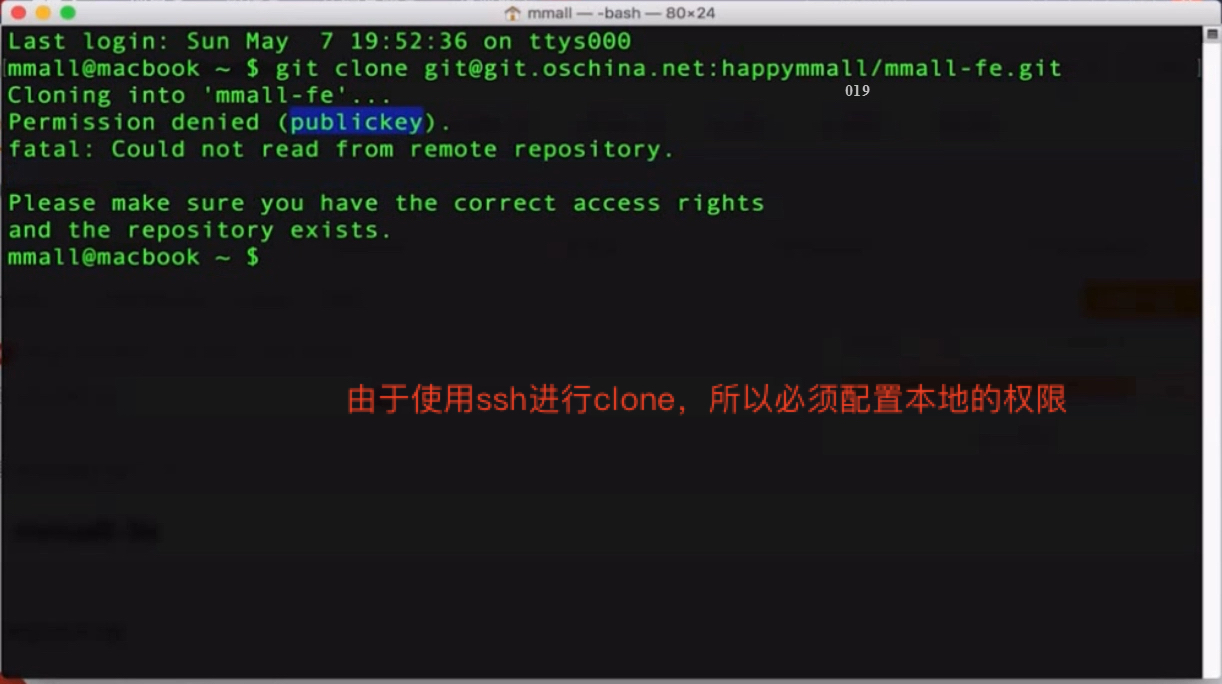 mmall — -bash — 80×24
Last login: Sun May  7 19:52:36 on ttys000
mmall@macbook ~ $ git clone git@git.oschina.net:happymmall/mmall-fe.git
019
Cloning into 'mmall-fe'...
Permission denied (publickey).
fatal: Could not read from remote repository.
Please make sure you have the correct access rights
and the repository exists.
mmall@macbook ~ $
由于使用ssh进行clone，所以必须配置本地的权限